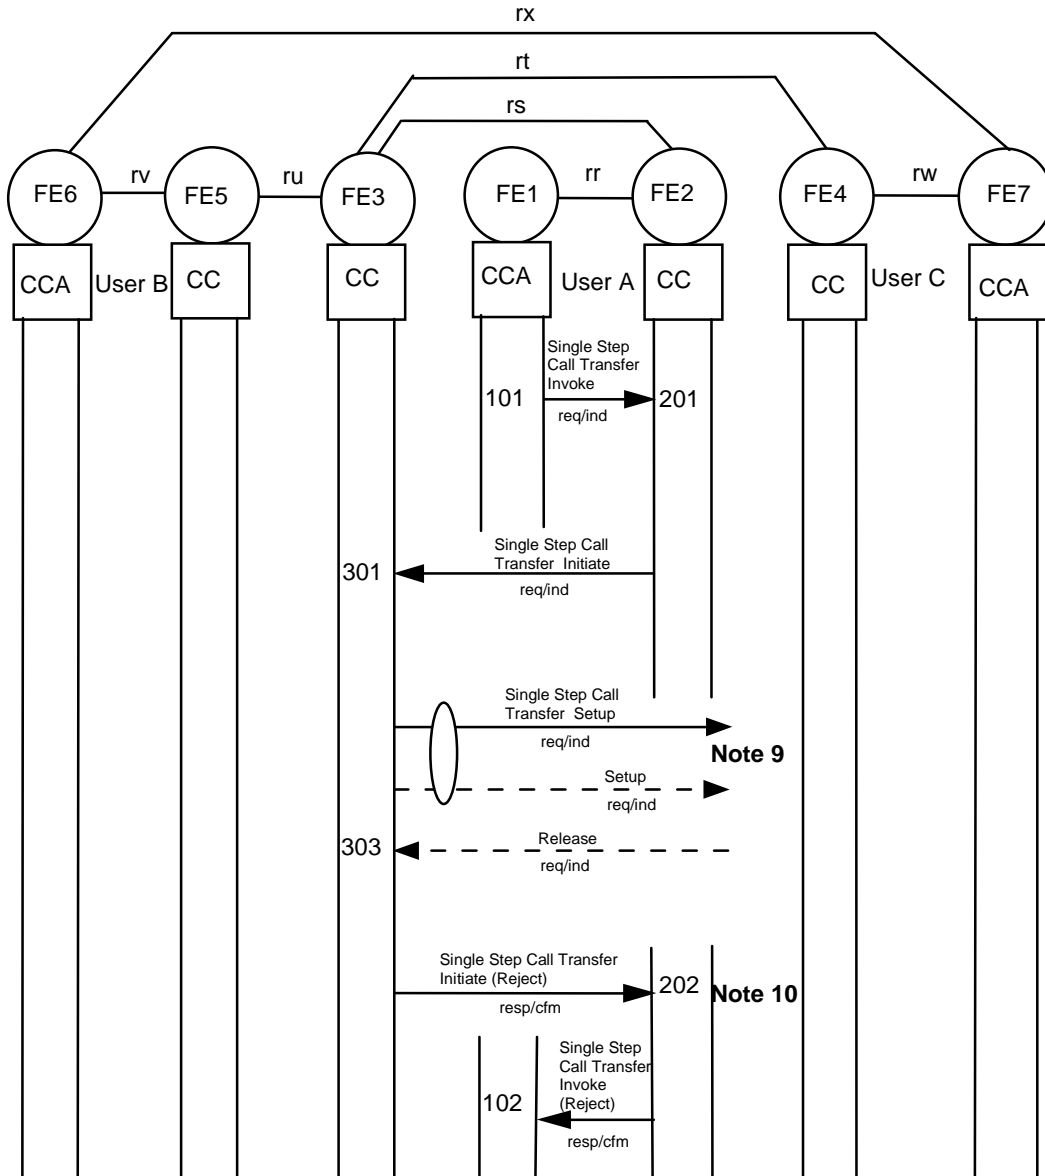 rx
rt
rs
FE6
rv
FE5
ru
FE3
FE1
rr
FE2
FE4
rw
FE7
CCA
User B
CC
CC
CCA
User A
CC
CC
User C
CCA
Single Step
Call Transfer
Invoke
101
201
req/ind
Single Step Call
Transfer Initiate
301
req/ind
Single Step Call
Transfer Setup
req/ind
Note 9
Setup
req/ind
303
Release
req/ind
Single Step Call Transfer
Initiate (Reject)
202
Note 10
resp/cfm
Single Step
Call Transfer
Invoke
(Reject)
102
resp/cfm